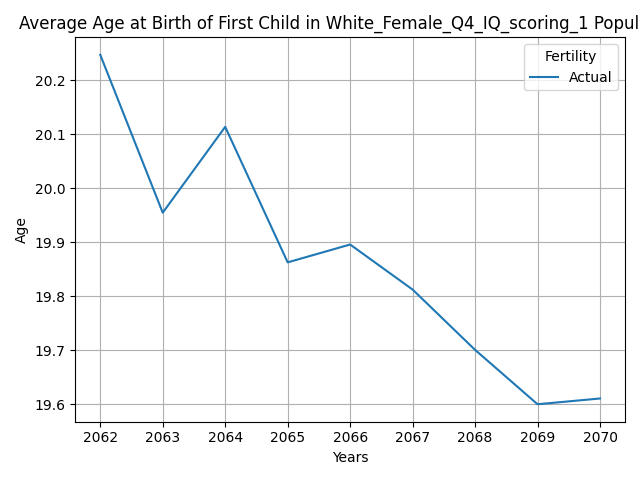 Average Age at Birth of First Child in White_Female_Q4_IQ_scoring_1 Popul
Fertility
Actual
20.2
20.1
20.0
19.9
19.8
19.7
19.6
Age
2062 2063 2064 2065 2066 2067 2068 2069 2070
Years